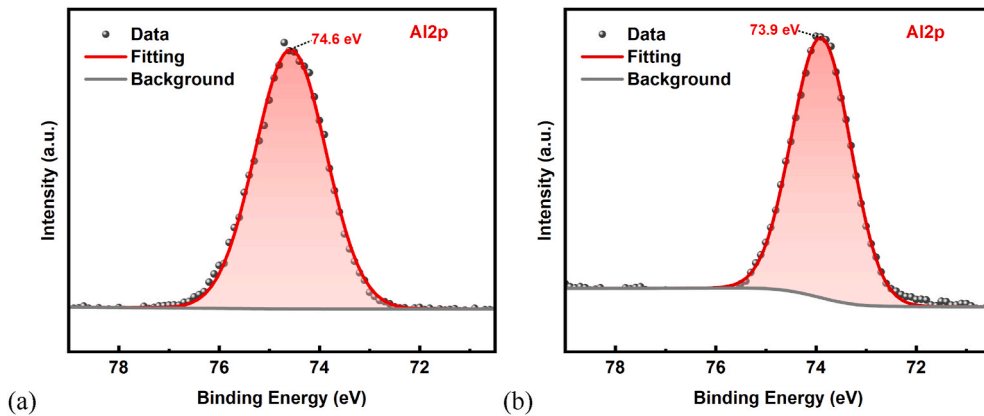 Data
Fitting
Background
74.6 eV
Al2p
Intensity (a.u.)
78 76 74 72
Binding Energy (eV)
(a)
Data
Fitting
Background
73.9 eV
Al2p
Intensity (a.u.)
78 76 74 72
Binding Energy (eV)
(b)